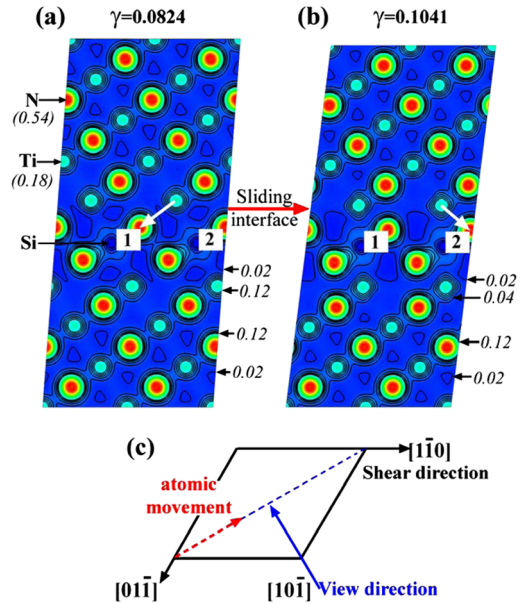 (a) γ=0.0824
(b) γ=0.1041
N
(0.54)
Ti
(0.18)
Si
1
2
0.02
0.12
0.12
0.02
Sliding
interface
1
2
0.02
0.04
0.12
0.02
(c)
[11̄0]
Shear direction
atomic
movement
[011̄]
[101̄]
View direction